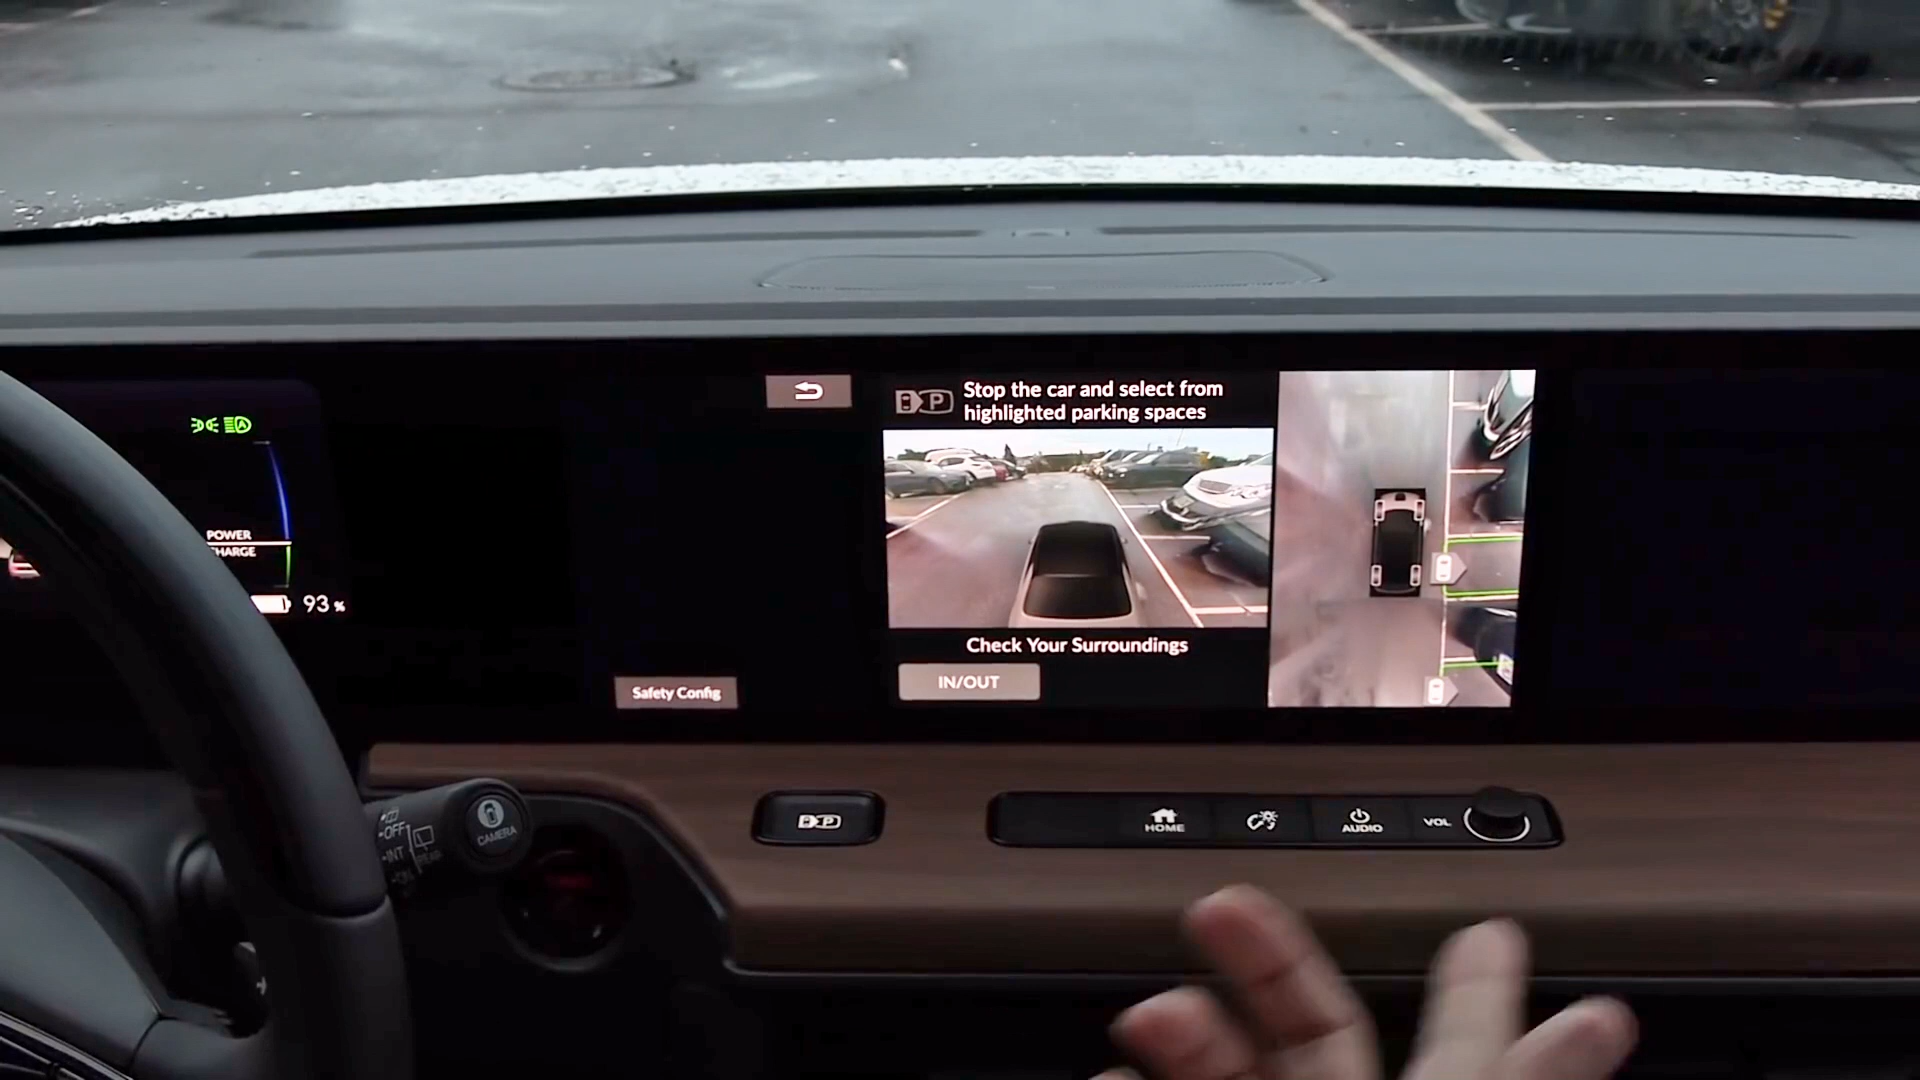 Stop the car and select from
highlighted parking spaces
P
A
POWER
CHARGE
93 %
Check Your Surroundings
IN/OUT
Safety Config
OFF
INT
CAMERA
P
HOME
AUDIO
VOL